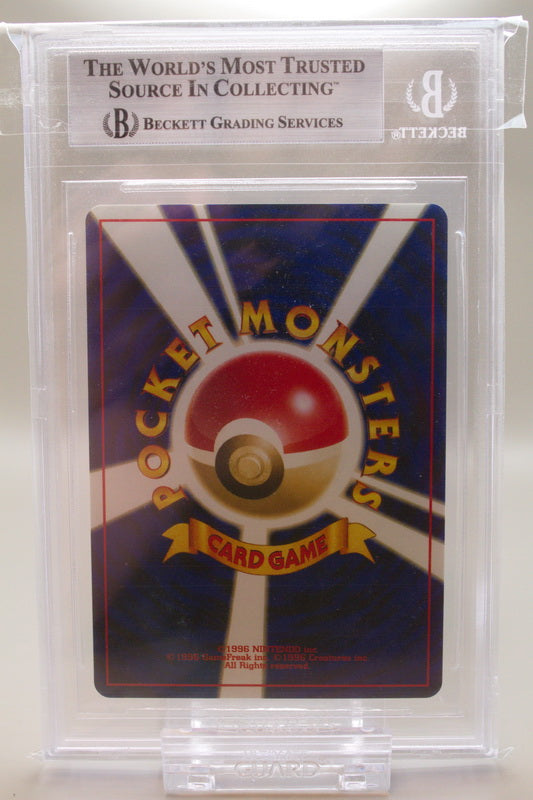 THE WORLD'S MOST TRUSTED
SOURCE IN COLLECTING™
B BECKETT GRADING SERVICES
B
BECKETT®
POCKET MONSTERS
CARD GAME
©1996 NINTENDO inc.
©1995 GameFreak inc. ©1996 Creatures inc.
All Rights reserved.
GUARD